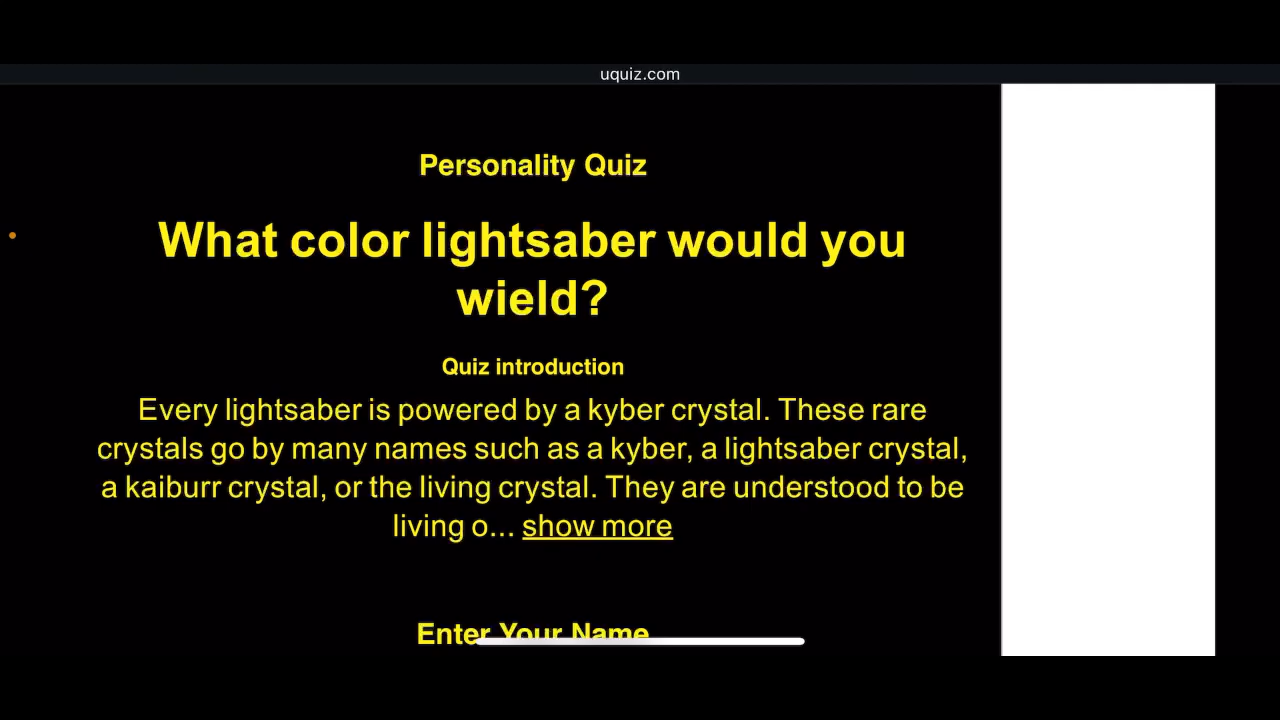 uquiz.com
Personality Quiz
What color lightsaber would you
wield?
Quiz introduction
Every lightsaber is powered by a kyber crystal. These rare
crystals go by many names such as a kyber, a lightsaber crystal,
a kaiburr crystal, or the living crystal. They are understood to be
living o... show more
Enter Your Name